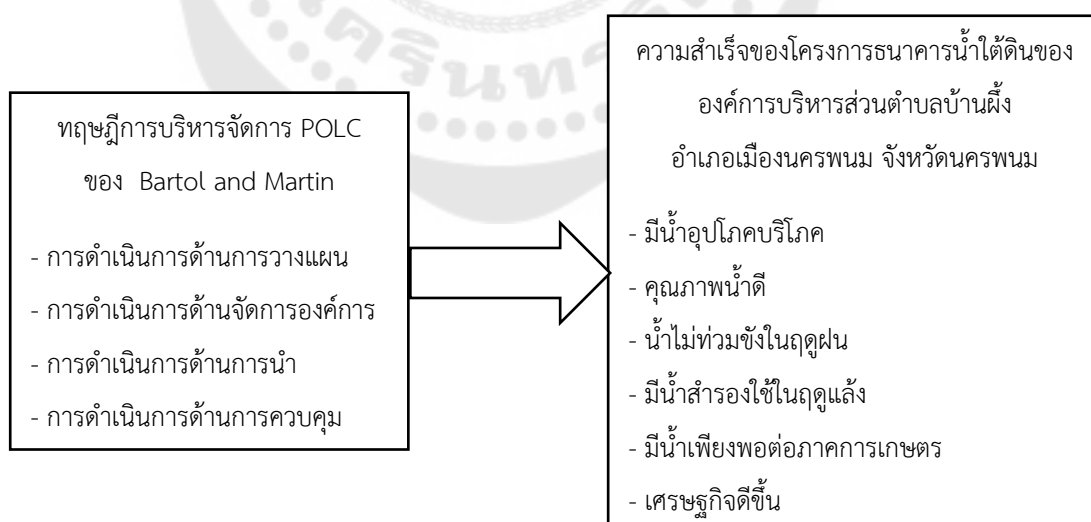 ทฤษฎีการบริหารจัดการ POLC
ของ Bartol and Martin
- การดำเนินการด้านการวางแผน
- การดำเนินการด้านจัดการองค์การ
- การดำเนินการด้านการนำ
- การดำเนินการด้านการควบคุม
ความสำเร็จของโครงการธนาคารน้ำใต้ดินของ
องค์การบริหารส่วนตำบลบ้านผึ้ง
อำเภอเมืองนครพนม จังหวัดนครพนม
- มีน้ำอุปโภคบริโภค
- คุณภาพน้ำดี
- น้ำไม่ท่วมขังในฤดูฝน
- มีน้ำสำรองใช้ในฤดูแล้ง
- มีน้ำเพียงพอต่อภาคการเกษตร
- เศรษฐกิจดีขึ้น